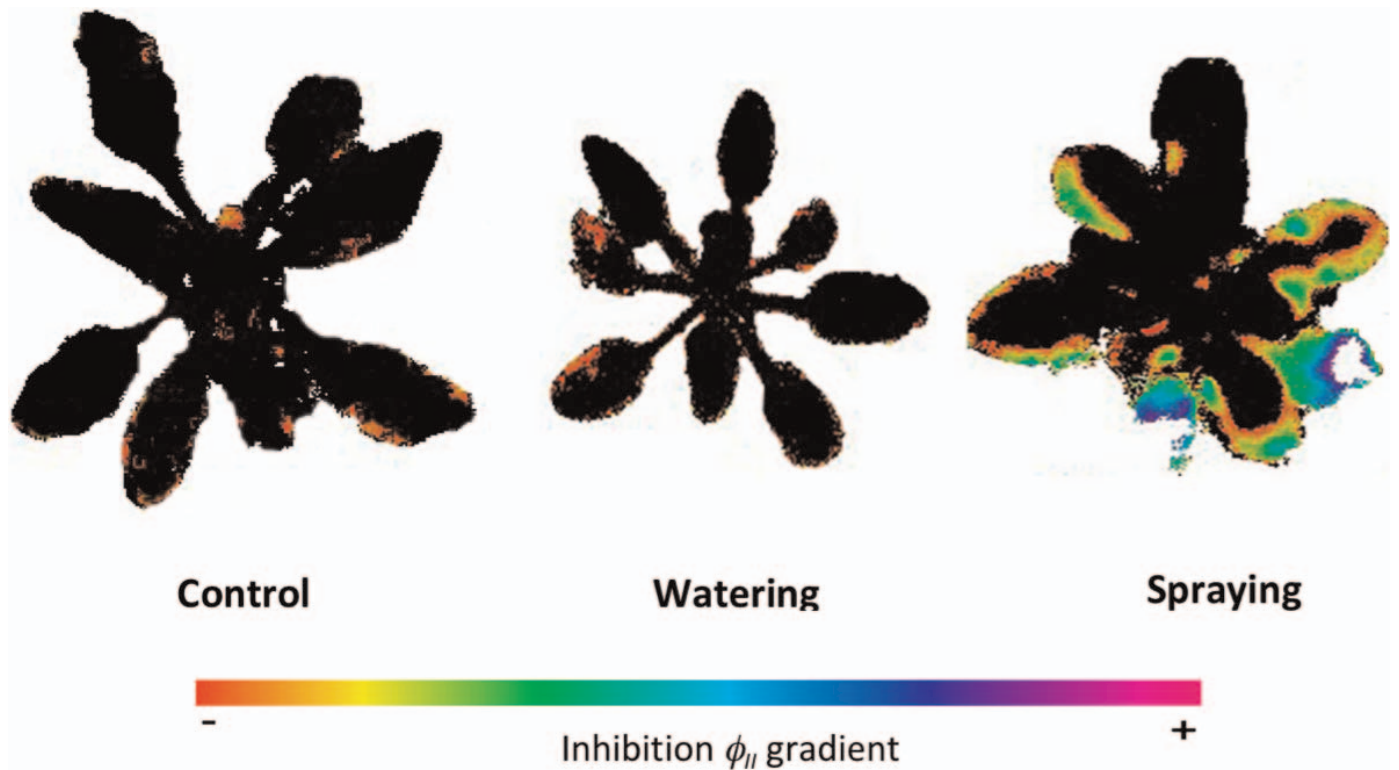 Control Watering Spraying
- +
Inhibition ϕII gradient